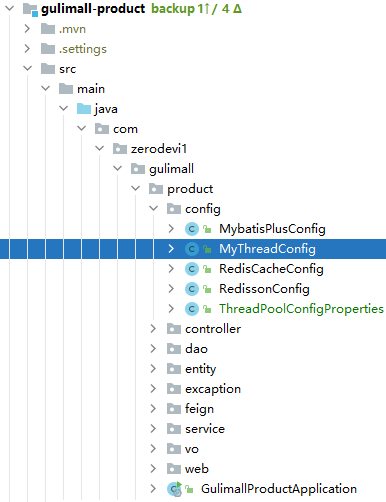 gulimall-product backup 1↑ / 4 Δ
.mvn
.settings
src
main
java
com
zerodevi1
gulimall
product
config
MybatisPlusConfig
MyThreadConfig
RedisCacheConfig
RedissonConfig
ThreadPoolConfigProperties
controller
dao
entity
excaption
feign
service
vo
web
GulimallProductApplication